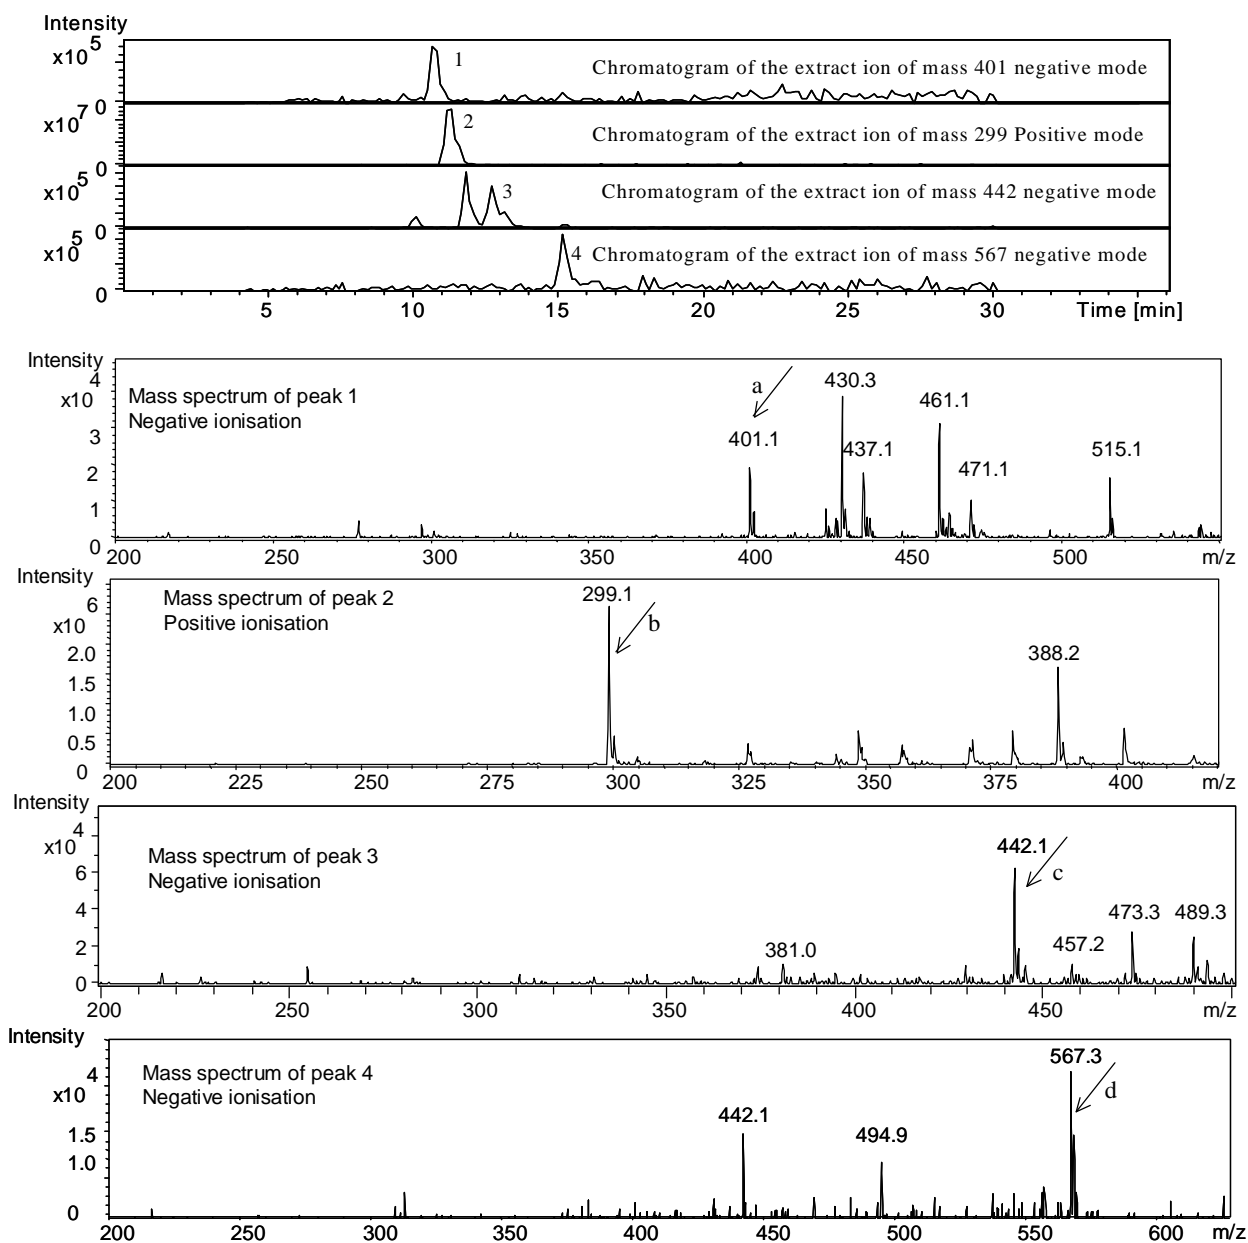 Intensity
x10 5
1
Chromatogram of the extract ion of mass 401 negative mode
0
x10 7
2
Chromatogram of the extract ion of mass 299 Positive mode
0
x10 5
3
Chromatogram of the extract ion of mass 442 negative mode
0
x10 5
4 Chromatogram of the extract ion of mass 567 negative mode
0
5 10 15 20 25 30 Time [min]
Intensity
4
x10
Mass spectrum of peak 1
Negative ionisation
a
401.1
430.3
437.1
461.1
471.1
515.1
3
2
1
0
200 250 300 350 400 450 500 m/z
Intensity
6
x10
Mass spectrum of peak 2
Positive ionisation
299.1
b
388.2
2.0
1.5
1.0
0.5
0
200 225 250 275 300 325 350 375 400 m/z
Intensity
4
x10
Mass spectrum of peak 3
Negative ionisation
381.0
442.1
c
457.2
473.3
489.3
6
4
2
0
200 250 300 350 400 450 m/z
Intensity
4
x10
Mass spectrum of peak 4
Negative ionisation
442.1
494.9
567.3
d
1.5
1.0
0
200 250 300 350 400 450 500 550 600 m/z